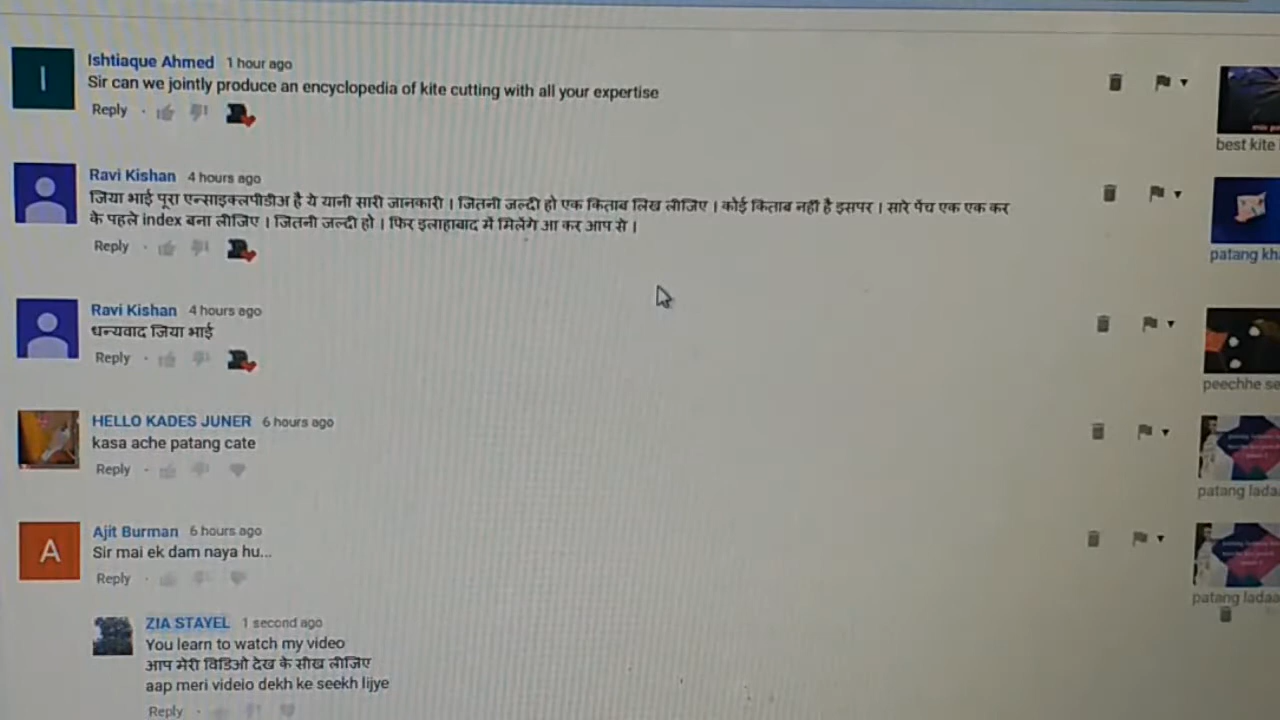 Ishtiaque Ahmed 1 hour ago
Sir can we jointly produce an encyclopedia of kite cutting with all your expertise
Reply
best kite
Ravi Kishan 4 hours ago
जिया भाई पूरा एन्साइक्लपीडीअ है ये यानी सारी जानकारी । जितनी जल्दी हो एक किताब लिख लीजिए । कोई किताब नही है इसपर । सारे पेंच एक एक कर
के पहले index बना लीजिए । जितनी जल्दी हो । फिर इलाहाबाद में मिलेंगे आ कर आप से ।
Reply
patang kh
Ravi Kishan 4 hours ago
धन्यवाद जिया भाई
Reply
peechhe se
HELLO KADES JUNER 6 hours ago
kasa ache patang cate
Reply
patang lada
Ajit Burman 6 hours ago
Sir mai ek dam naya hu...
Reply
patang ladaa
ZIA STAYEL 1 second ago
You learn to watch my video
आप मेरी विडिओ देख के सीख लीजिए
aap meri videio dekh ke seekh lijye
Reply
I
A